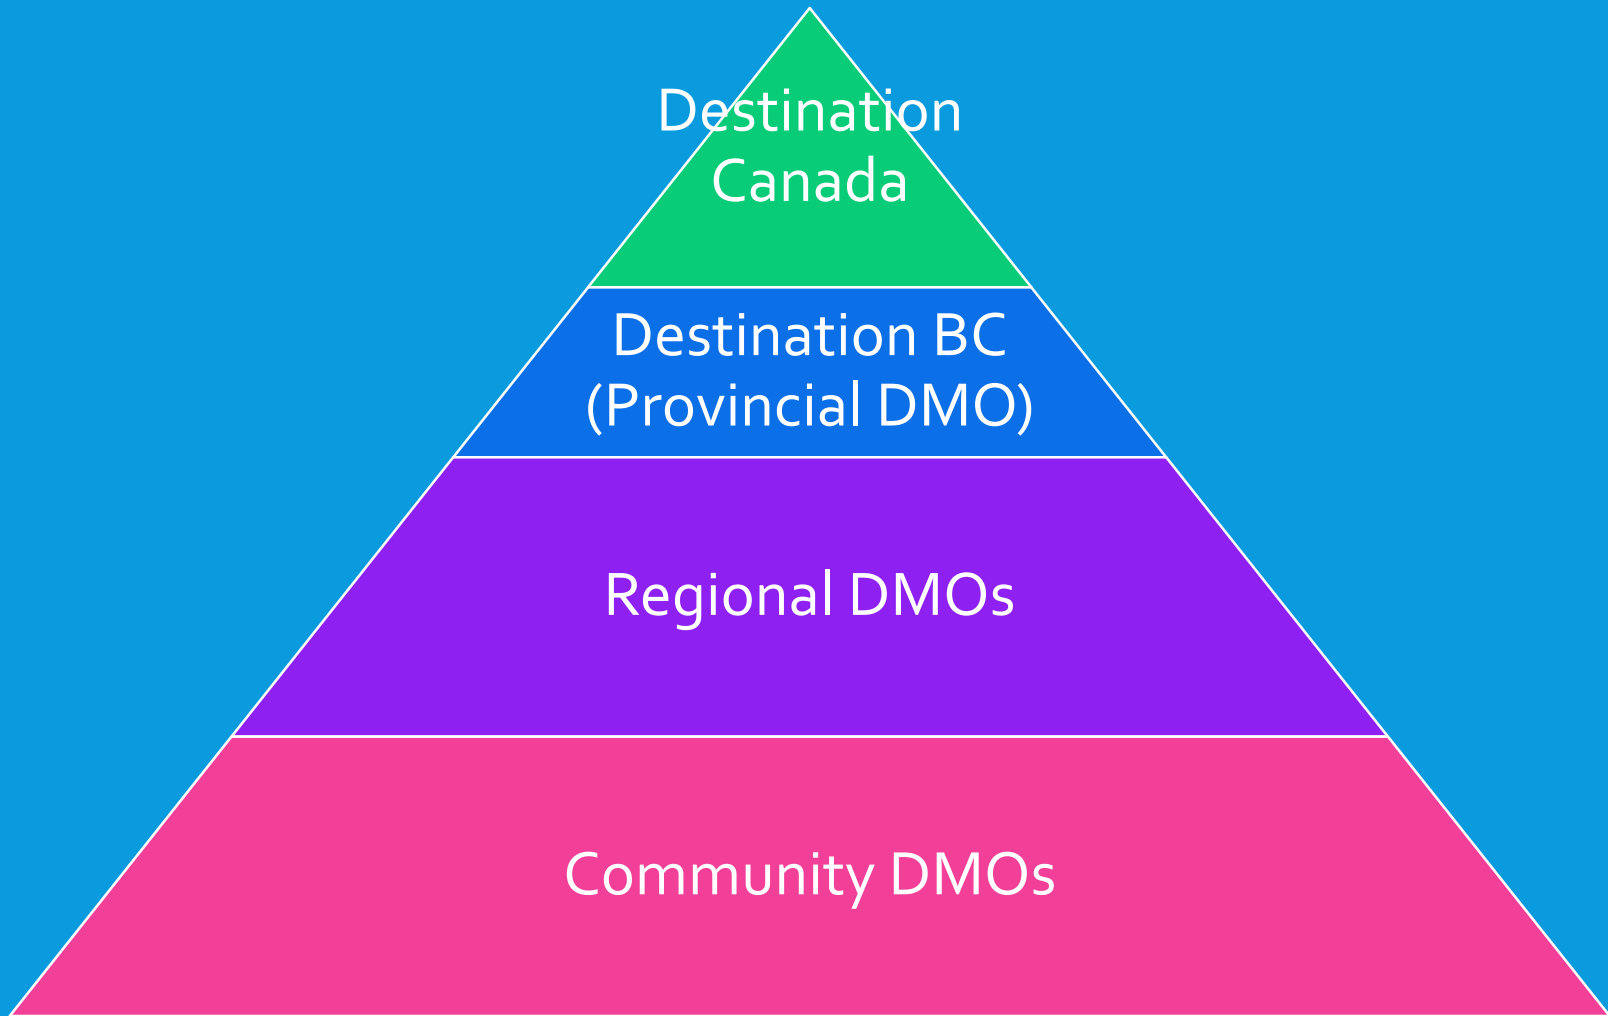 Destination
Canada
Destination BC
(Provincial DMO)
Regional DMOs
Community DMOs